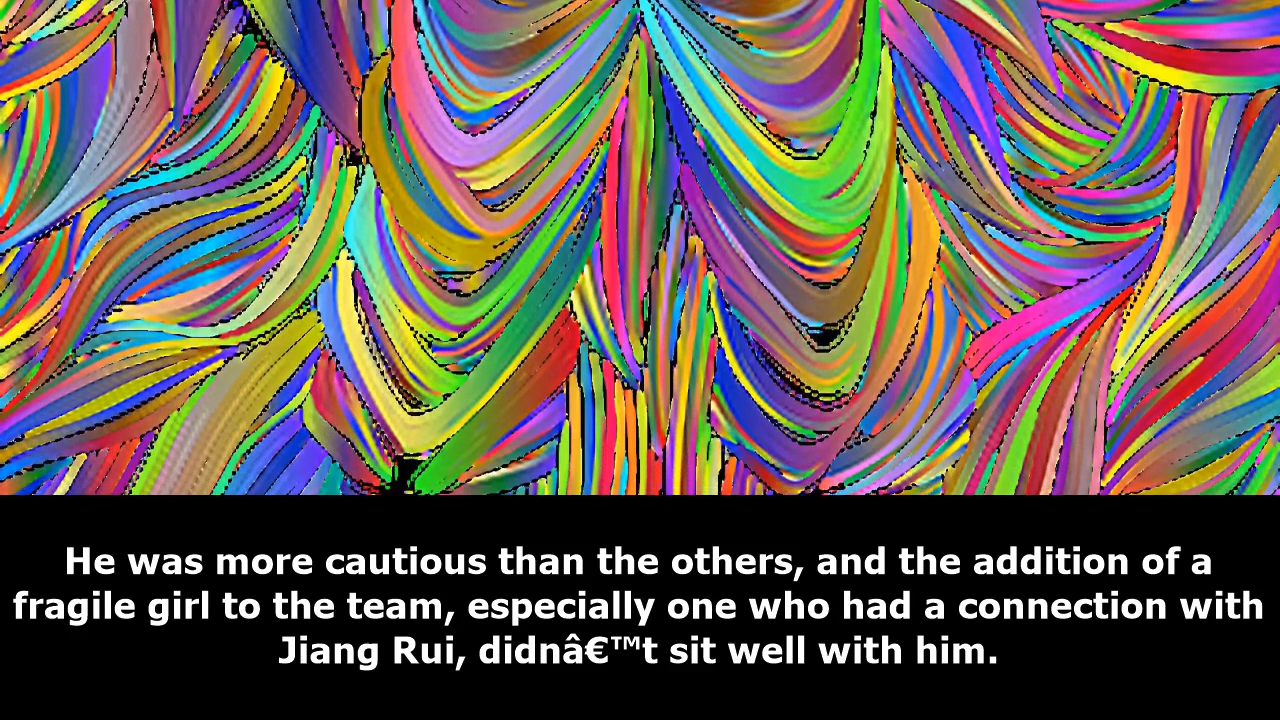 He was more cautious than the others, and the addition of a
fragile girl to the team, especially one who had a connection with
Jiang Rui, didnâ€™t sit well with him.